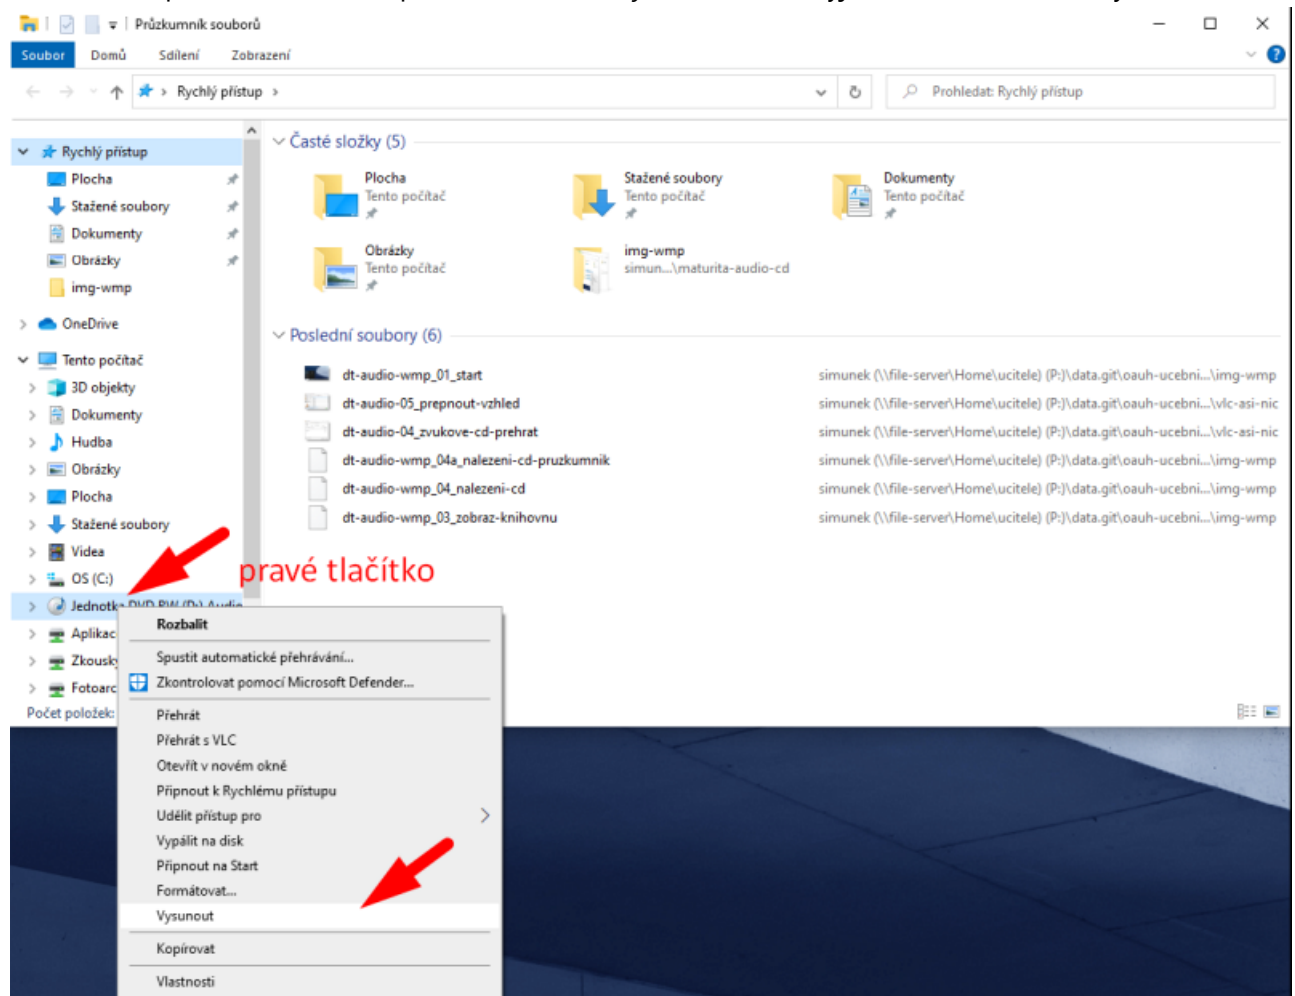 Průzkumník souborů
Soubor Domů Sdílení Zobrazení
Rychlý přístup
Prohledat: Rychlý přístup
Rychlý přístup
Plocha
Stažené soubory
Dokumenty
Obrázky
img-wmp
OneDrive
Tento počítač
3D objekty
Dokumenty
Hudba
Obrázky
Plocha
Stažené soubory
Videa
OS (C:)
Jednotka DVD RW (D:) Audio
Aplikac
Zkoušky
Fotoarc
Počet položek:
Časté složky (5)
Plocha
Tento počítač
Stažené soubory
Tento počítač
Dokumenty
Tento počítač
Obrázky
Tento počítač
img-wmp
simun...\maturita-audio-cd
Poslední soubory (6)
dt-audio-wmp_01_start simunek (\\file-server\Home\ucitele) (P:)\data.git\oauh-ucebni...\img-wmp
dt-audio-05_prepnout-vzhled simunek (\\file-server\Home\ucitele) (P:)\data.git\oauh-ucebni...\vlc-asi-nic
dt-audio-04_zvukove-cd-prehrat simunek (\\file-server\Home\ucitele) (P:)\data.git\oauh-ucebni...\vlc-asi-nic
dt-audio-wmp_04a_nalezeni-cd-pruzkumnik simunek (\\file-server\Home\ucitele) (P:)\data.git\oauh-ucebni...\img-wmp
dt-audio-wmp_04_nalezeni-cd simunek (\\file-server\Home\ucitele) (P:)\data.git\oauh-ucebni...\img-wmp
dt-audio-wmp_03_zobraz-knihovnu simunek (\\file-server\Home\ucitele) (P:)\data.git\oauh-ucebni...\img-wmp
pravé tlačítko
Rozbalit
Spustit automatické přehrávání...
Zkontrolovat pomocí Microsoft Defender...
Přehrát
Přehrát s VLC
Otevřít v novém okně
Připnout k Rychlému přístupu
Udělit přístup pro
Vypálit na disk
Připnout na Start
Formátovat...
Vysunout
Kopírovat
Vlastnosti